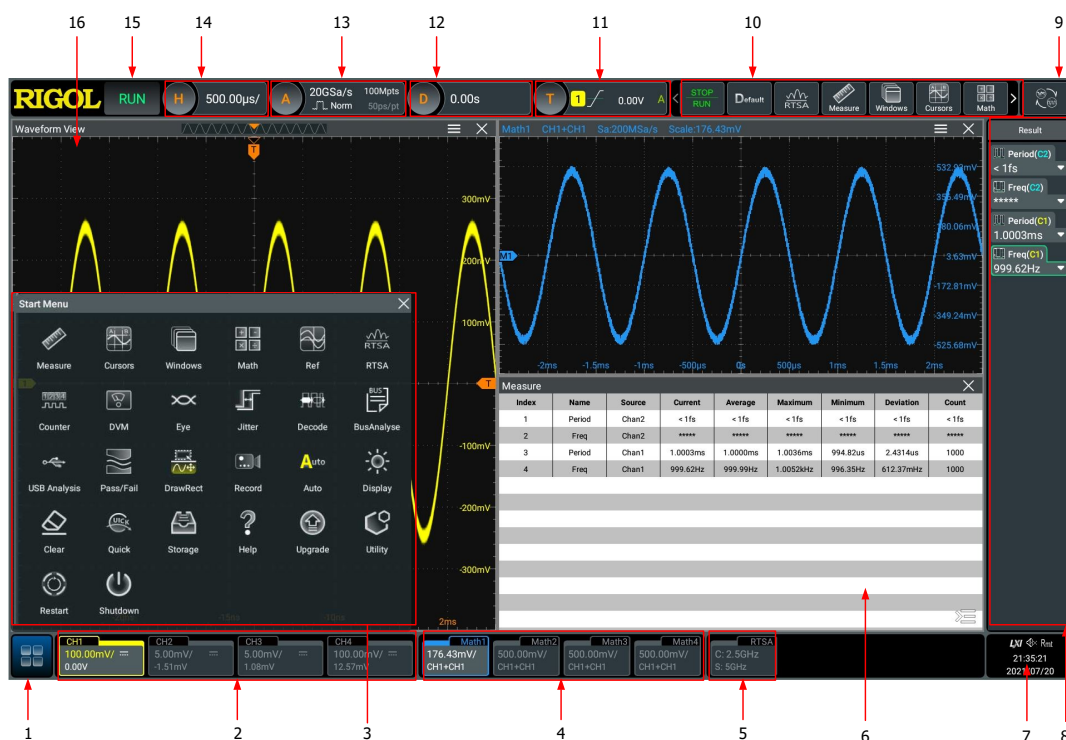 16 15 14 13 12 11 10 9
RIGOL RUN H 500.00µs/ A 20GSa/s 100Mpts D 0.00s T 1 0.00V A < STOP RUN Default RTSA Measure Windows Cursors Math >
Norm 50ps/pt
Waveform View
T
300mV
200mV
100mV
-100mV
-200mV
-300mV
2ms
1
T
Math1 CH1+CH1 Sa:200MSa/s Scale:176.43mV
532.92mV
356.49mV
180.06mV
3.63mV
-172.81mV
-349.24mV
-525.68mV
M1
-2ms -1.5ms -1ms -500µs 0s 500µs 1ms 1.5ms 2ms
Result
Period(C2)
< 1fs
Freq(C2)
*****
Period(C1)
1.0003ms
Freq(C1)
999.62Hz
Start Menu
Measure Cursors Windows Math Ref RTSA
Counter DVM Eye Jitter Decode BusAnalyse
USB Analysis Pass/Fail DrawRect Record Auto Display
Clear Quick Storage Help Upgrade Utility
Restart Shutdown
Measure
Index Name Source Current Average Maximum Minimum Deviation Count
1 Period Chan2 < 1fs < 1fs < 1fs < 1fs < 1fs < 1fs
2 Freq Chan2 ***** ***** ***** ***** ***** *****
3 Period Chan1 1.0003ms 1.0000ms 1.0036ms 994.82us 2.4314us 1000
4 Freq Chan1 999.62Hz 999.99Hz 1.0052kHz 996.35Hz 612.37mHz 1000
CH1 CH2 CH3 CH4 Math1 Math2 Math3 Math4 RTSA
100.00mV/ 5.00mV/ 5.00mV/ 100.00mV/ 176.43mV/ 500.00mV/ 500.00mV/ 500.00mV/ C: 2.5GHz
0.00V -1.51mV 1.08mV 12.57mV CH1+CH1 CH1+CH1 CH1+CH1 CH1+CH1 S: 5GHz
LXI Rmt
21:35:21
2021/07/20
1 2 3 4 5 6 7 8